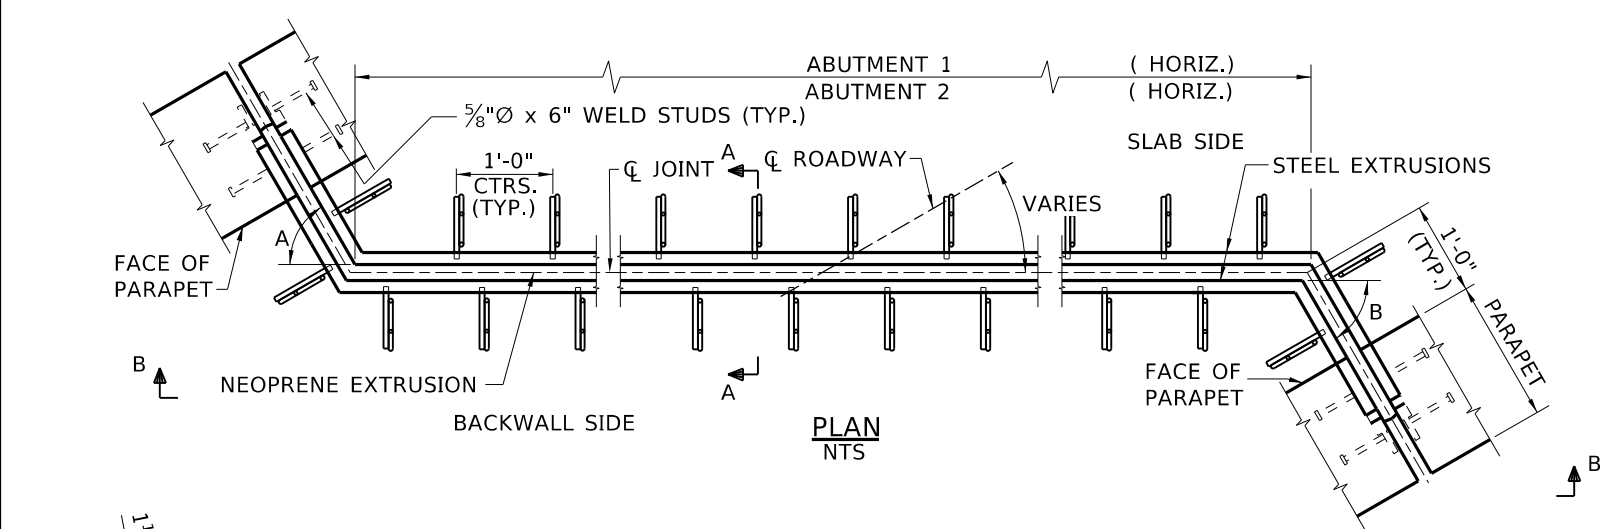 ABUTMENT 1 ( HORIZ.)
ABUTMENT 2 ( HORIZ.)
⅝"Ø x 6" WELD STUDS (TYP.)
SLAB SIDE
1'-0"
CTRS.
(TYP.)
℄ JOINT
A
℄ ROADWAY
STEEL EXTRUSIONS
VARIES
A
1'-0"
(TYP.)
FACE OF
PARAPET
B
PARAPET
B
NEOPRENE EXTRUSION
A
FACE OF
PARAPET
BACKWALL SIDE
PLAN
NTS
B